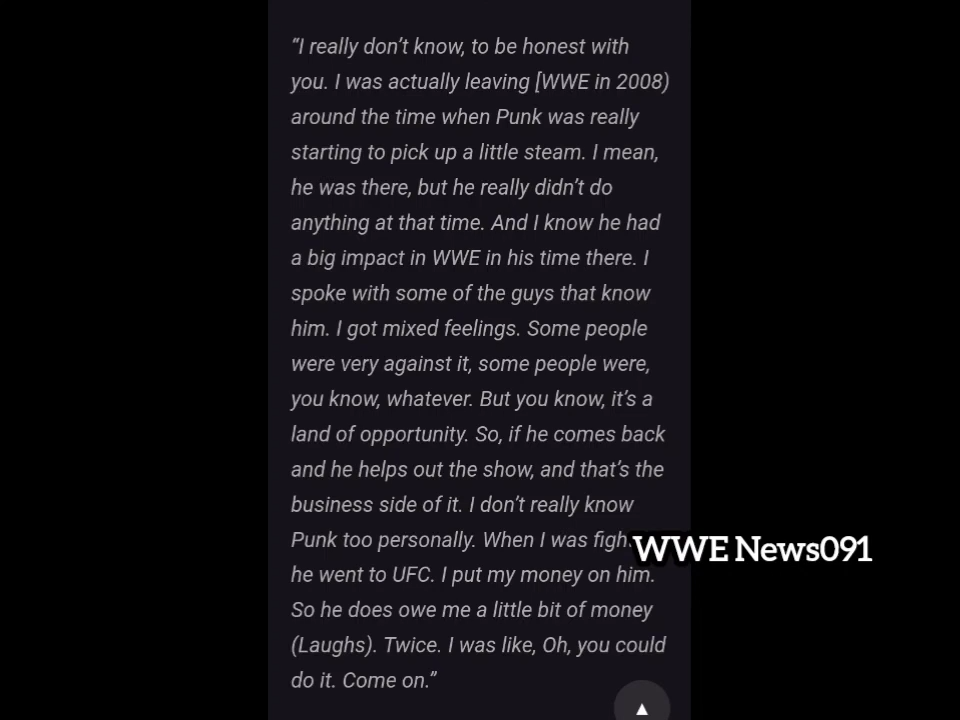 “I really don’t know, to be honest with
you. I was actually leaving [WWE in 2008)
around the time when Punk was really
starting to pick up a little steam. I mean,
he was there, but he really didn’t do
anything at that time. And I know he had
a big impact in WWE in his time there. I
spoke with some of the guys that know
him. I got mixed feelings. Some people
were very against it, some people were,
you know, whatever. But you know, it’s a
land of opportunity. So, if he comes back
and he helps out the show, and that’s the
business side of it. I don’t really know
Punk too personally. When I was
WWE News091
he went to UFC. I put my money on him.
So he does owe me a little bit of money
(Laughs). Twice. I was like, Oh, you could
do it. Come on.”